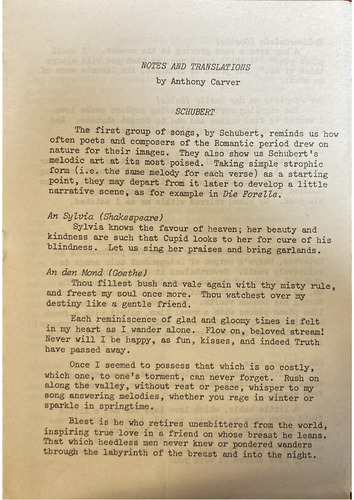 NOTES AND TRANSLATIONS
by Anthony Carver
SCHUBERT
The first group of songs, by Schubert, reminds us how
often poets and composers of the Romantic period drew on
nature for their images. They also show us Schubert's
melodic art at its most poised. Taking simple strophic
form (i.e. the same melody for each verse) as a starting
point, they may depart from it later to develop a little
narrative scene, as for example in Die Forelle.
An Sylvia (Shakespeare)
Sylvia knows the favour of heaven; her beauty and
kindness are such that Cupid looks to her for cure of his
blindness. Let us sing her praises and bring garlands.
An den Mond (Goethe)
Thou fillest bush and vale again with thy misty rule,
and freest my soul once more. Thou watchest over my
destiny like a gentle friend.
Each reminiscence of glad and gloomy times is felt
in my heart as I wander alone. Flow on, beloved stream!
Never will I be happy, as fun, kisses, and indeed Truth
have passed away.
Once I seemed to possess that which is so costly,
which one, to one's torment, can never forget. Rush on
along the valley, without rest or peace, whisper to my
song answering melodies, whether you rage in winter or
sparkle in springtime.
Blest is he who retires unembittered from the world,
inspiring true love in a friend on whose breast he leans.
That which heedless men never knew or pondered wanders
through the labyrinth of the breast and into the night.